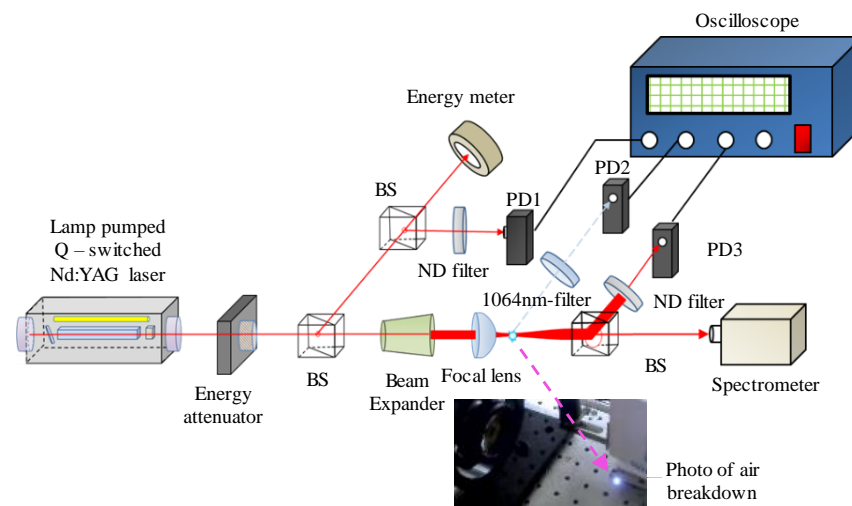 Oscilloscope
Energy meter
BS
PD1
PD2
PD3
Lamp pumped
Q – switched
Nd:YAG laser
ND filter
1064nm-filter
ND filter
Energy
attenuator
BS
Beam
Expander
Focal lens
BS
Spectrometer
Photo of air
breakdown